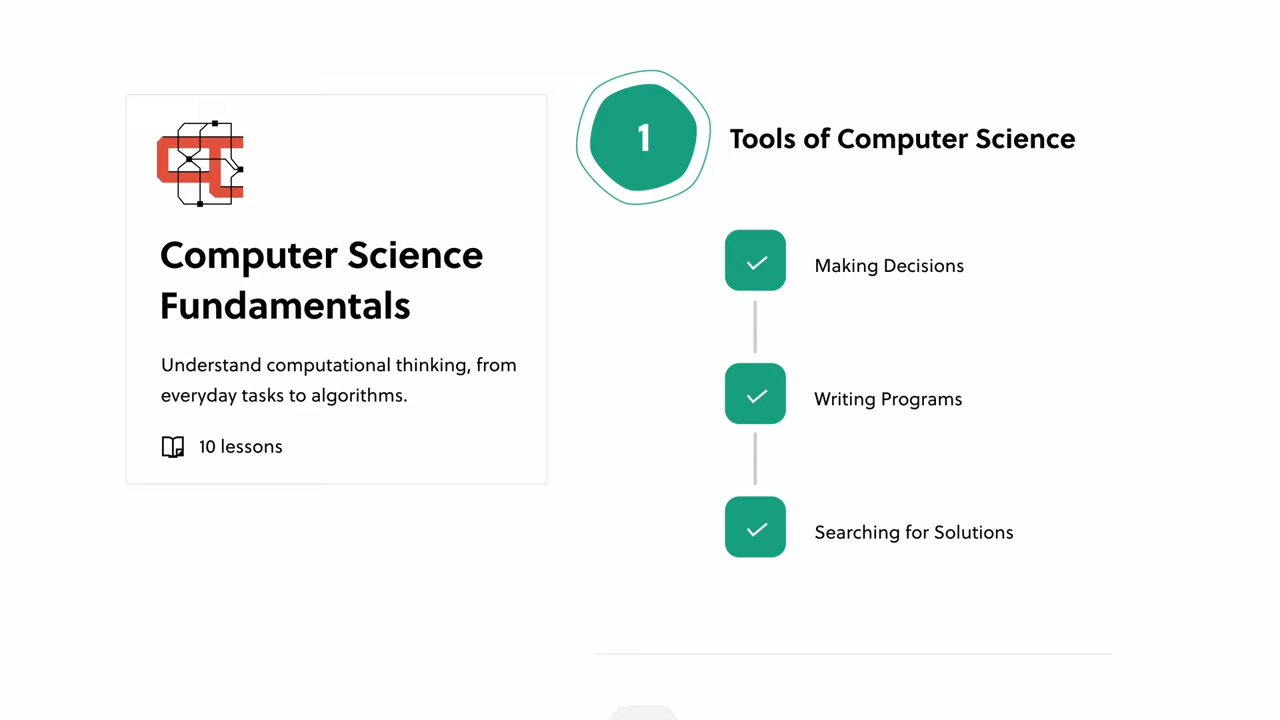 Computer Science
Fundamentals
Understand computational thinking, from
everyday tasks to algorithms.
10 lessons
1
Tools of Computer Science
Making Decisions
Writing Programs
Searching for Solutions